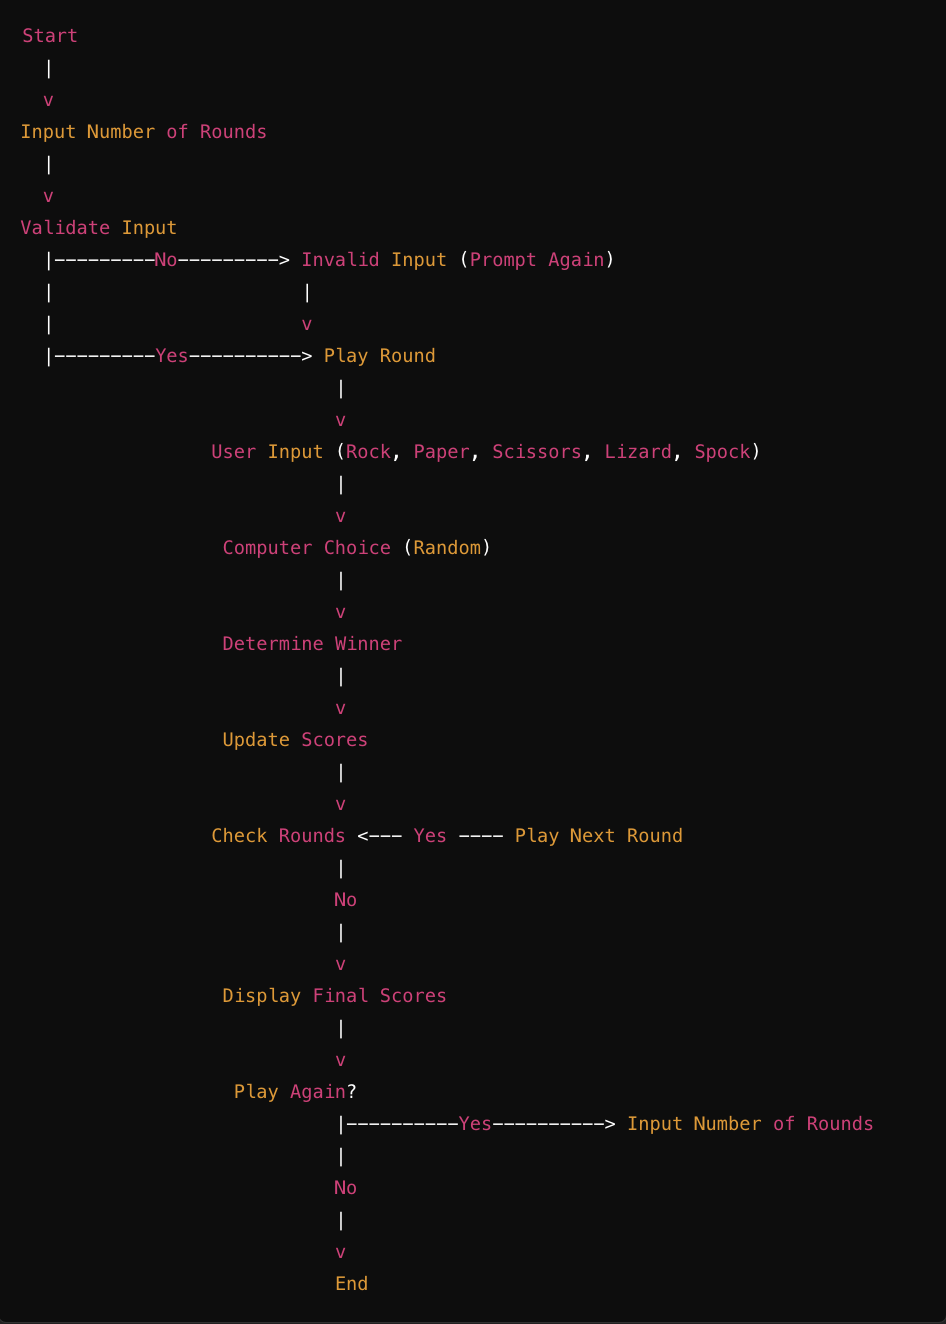 Start
|
v
Input Number of Rounds
|
v
Validate Input
|---------No---------> Invalid Input (Prompt Again)
|                      |
|                      v
|---------Yes----------> Play Round
|
v
User Input (Rock, Paper, Scissors, Lizard, Spock)
|
v
Computer Choice (Random)
|
v
Determine Winner
|
v
Update Scores
|
v
Check Rounds <--- Yes ---- Play Next Round
|
No
|
v
Display Final Scores
|
v
Play Again?
|----------Yes----------> Input Number of Rounds
|
No
|
v
End